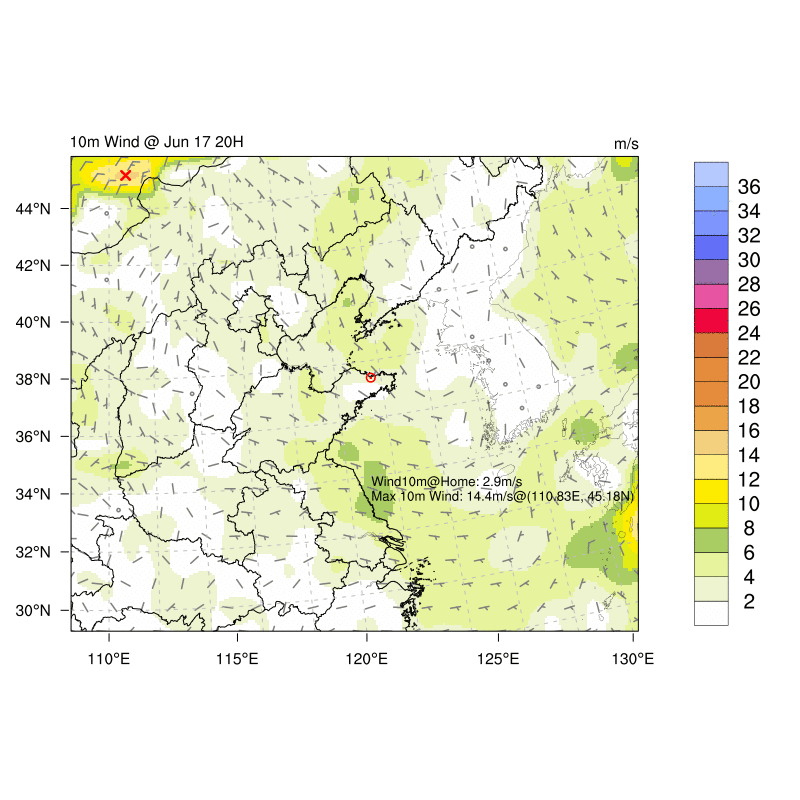 10m Wind @ Jun 17 20H
m/s
44°N
42°N
40°N
38°N
36°N
34°N
32°N
30°N
110°E
115°E
120°E
125°E
130°E
Wind10m@Home: 2.9m/s
Max 10m Wind: 14.4m/s@(110.83E, 45.18N)
36
34
32
30
28
26
24
22
20
18
16
14
12
10
8
6
4
2